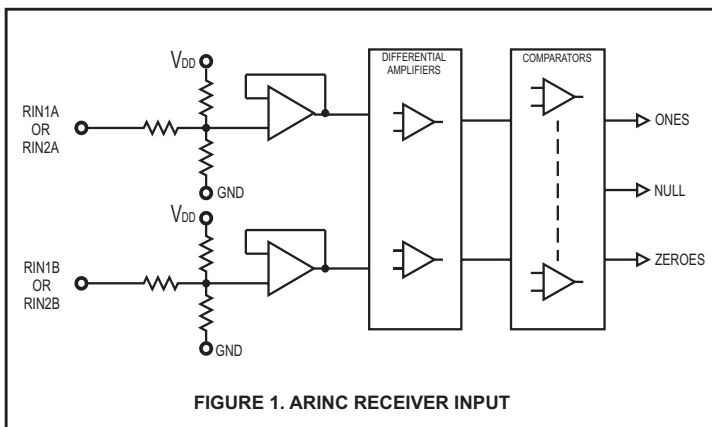 VDD
RIN1A
OR
RIN2A
GND
VDD
RIN1B
OR
RIN2B
GND
DIFFERENTIAL
AMPLIFIERS
COMPARATORS
ONES
NULL
ZEROES
FIGURE 1. ARINC RECEIVER INPUT